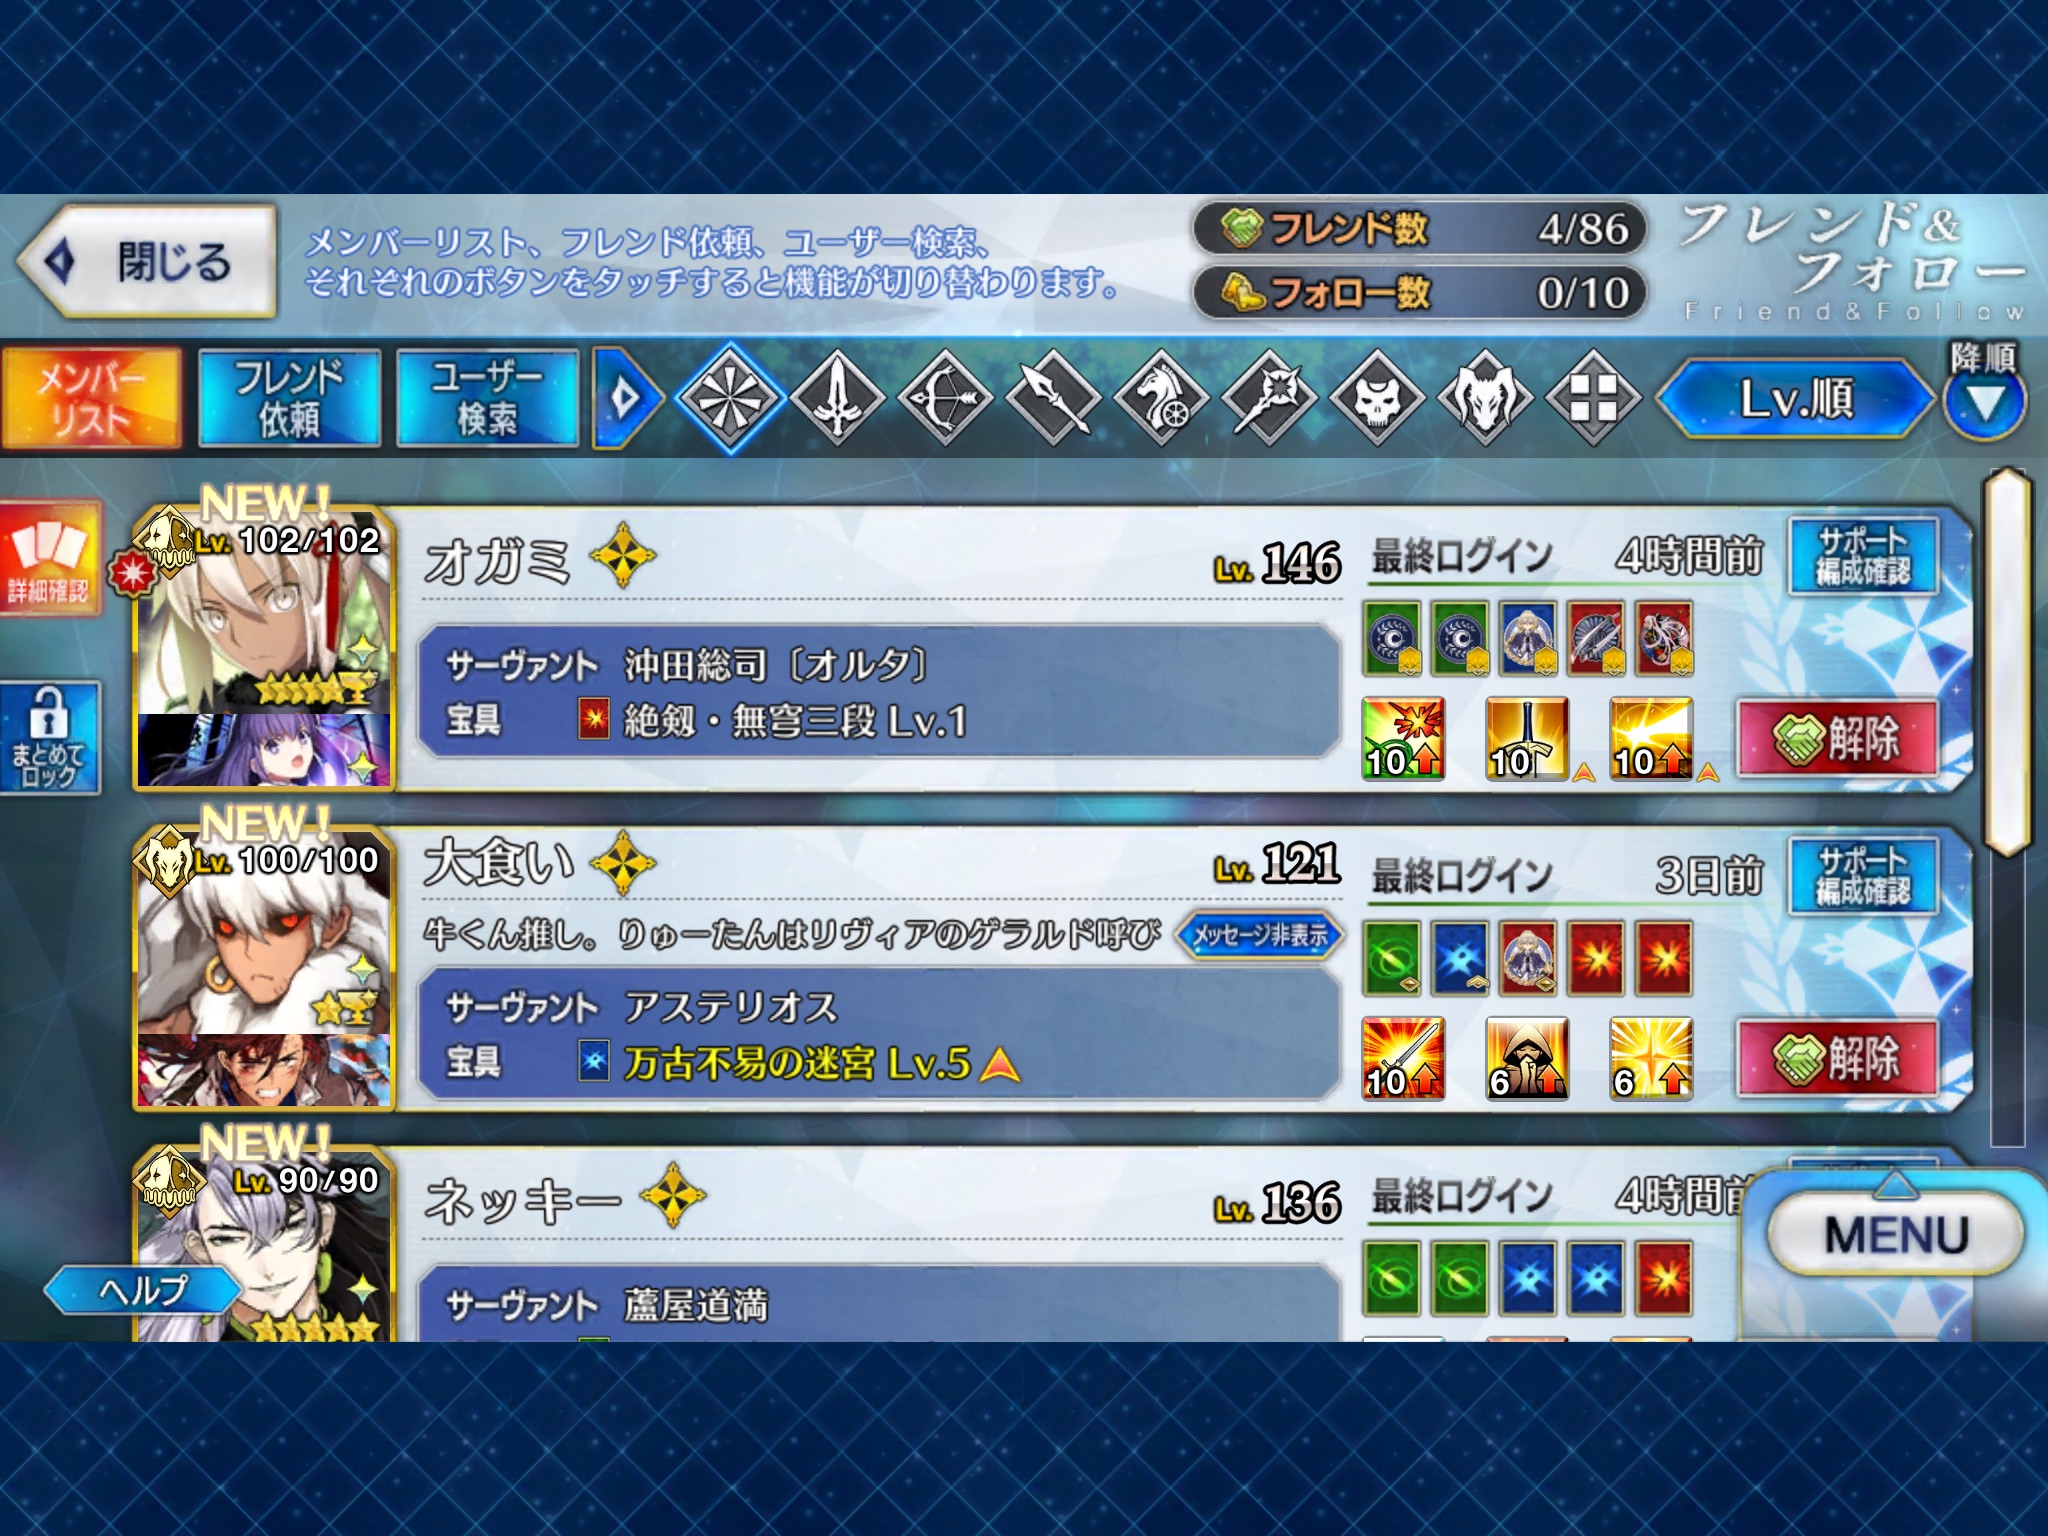 閉じる
メンバーリスト、フレンド依頼、ユーザー検索、
それぞれのボタンをタッチすると機能が切り替わります。
フレンド数 4/86
フォロー数 0/10
フレンド&
フォロー
Friend&Follow
メンバー
リスト
フレンド
依頼
ユーザー
検索
Lv.順
降順
詳細確認
まとめて
ロック
NEW!
Lv. 102/102
オガミ
Lv. 146
最終ログイン 4時間前
サポート
編成確認
サーヴァント 沖田総司〔オルタ〕
宝具 絶剱・無穹三段 Lv.1
10 10 10
解除
NEW!
Lv. 100/100
大食い
Lv. 121
最終ログイン 3日前
サポート
編成確認
牛くん推し。りゅーたんはリヴィアのゲラルド呼び
メッセージ非表示
サーヴァント アステリオス
宝具 万古不易の迷宮 Lv.5
10 6 6
解除
NEW!
Lv. 90/90
ネッキー
Lv. 136
最終ログイン 4時間前
サーヴァント 蘆屋道満
ヘルプ
MENU